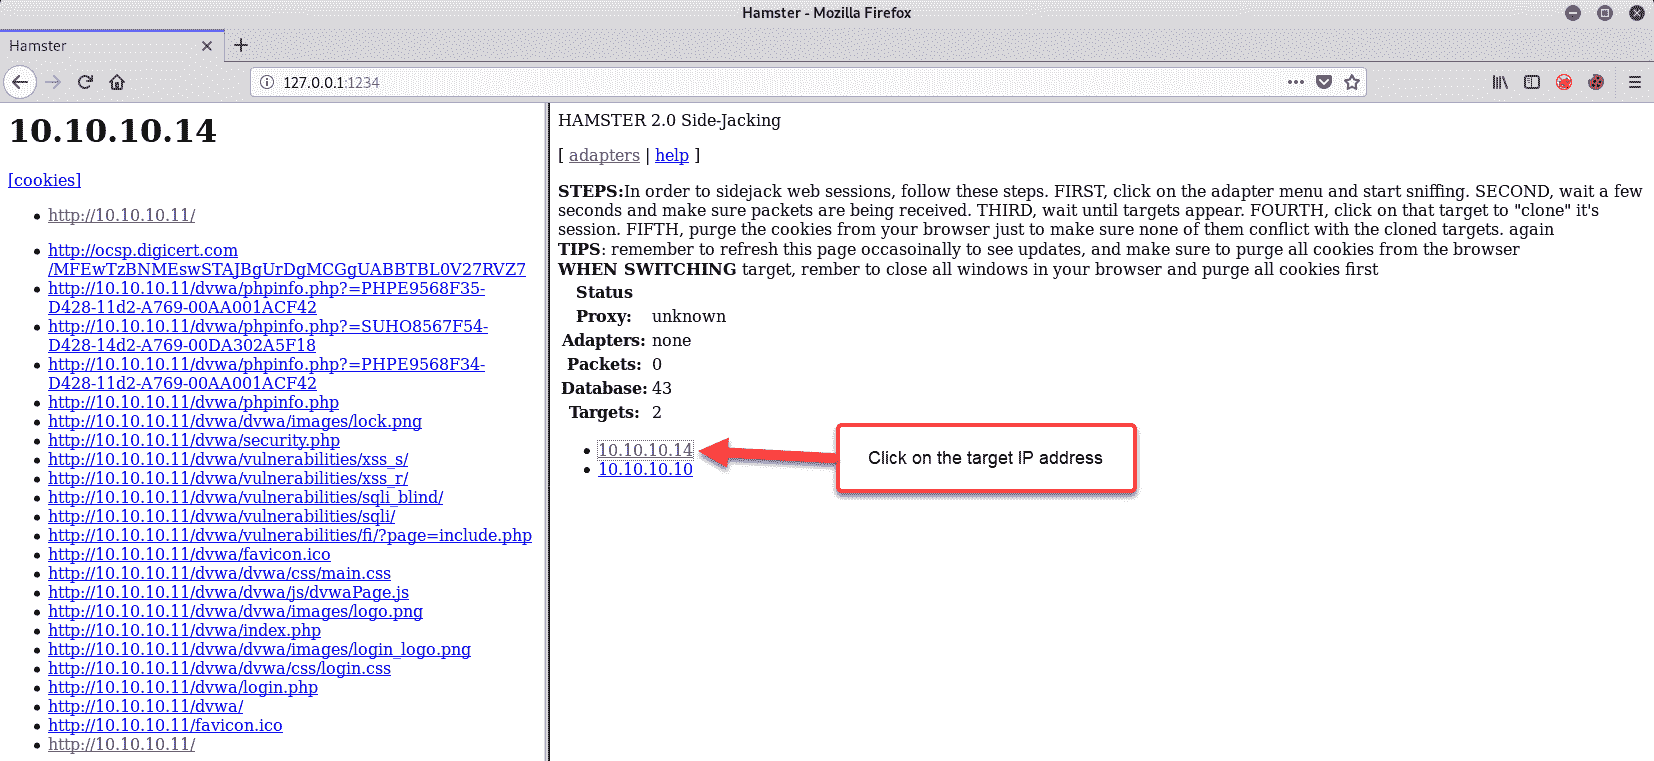 Hamster - Mozilla Firefox
Hamster
127.0.0.1:1234
10.10.10.14
[cookies]
http://10.10.10.11/
http://ocsp.digicert.com
/MFEwTzBNMEswSTAJBgUrDgMCGgUABBTBL0V27RVZ7
http://10.10.10.11/dvwa/phpinfo.php?=PHPE9568F35-
D428-11d2-A769-00AA001ACF42
http://10.10.10.11/dvwa/phpinfo.php?=SUHO8567F54-
D428-14d2-A769-00DA302A5F18
http://10.10.10.11/dvwa/phpinfo.php?=PHPE9568F34-
D428-11d2-A769-00AA001ACF42
http://10.10.10.11/dvwa/phpinfo.php
http://10.10.10.11/dvwa/dvwa/images/lock.png
http://10.10.10.11/dvwa/security.php
http://10.10.10.11/dvwa/vulnerabilities/xss_s/
http://10.10.10.11/dvwa/vulnerabilities/xss_r/
http://10.10.10.11/dvwa/vulnerabilities/sqli_blind/
http://10.10.10.11/dvwa/vulnerabilities/sqli/
http://10.10.10.11/dvwa/vulnerabilities/fi/?page=include.php
http://10.10.10.11/dvwa/favicon.ico
http://10.10.10.11/dvwa/dvwa/css/main.css
http://10.10.10.11/dvwa/dvwa/js/dvwaPage.js
http://10.10.10.11/dvwa/dvwa/images/logo.png
http://10.10.10.11/dvwa/index.php
http://10.10.10.11/dvwa/dvwa/images/login_logo.png
http://10.10.10.11/dvwa/dvwa/css/login.css
http://10.10.10.11/dvwa/login.php
http://10.10.10.11/dvwa/
http://10.10.10.11/favicon.ico
http://10.10.10.11/
HAMSTER 2.0 Side-Jacking
[ adapters | help ]
STEPS:In order to sidejack web sessions, follow these steps. FIRST, click on the adapter menu and start sniffing. SECOND, wait a few
seconds and make sure packets are being received. THIRD, wait until targets appear. FOURTH, click on that target to "clone" it's
session. FIFTH, purge the cookies from your browser just to make sure none of them conflict with the cloned targets. again
TIPS: remember to refresh this page occasoinally to see updates, and make sure to purge all cookies from the browser
WHEN SWITCHING target, rember to close all windows in your browser and purge all cookies first
Status
Proxy: unknown
Adapters: none
Packets: 0
Database: 43
Targets: 2
10.10.10.14
10.10.10.10
Click on the target IP address